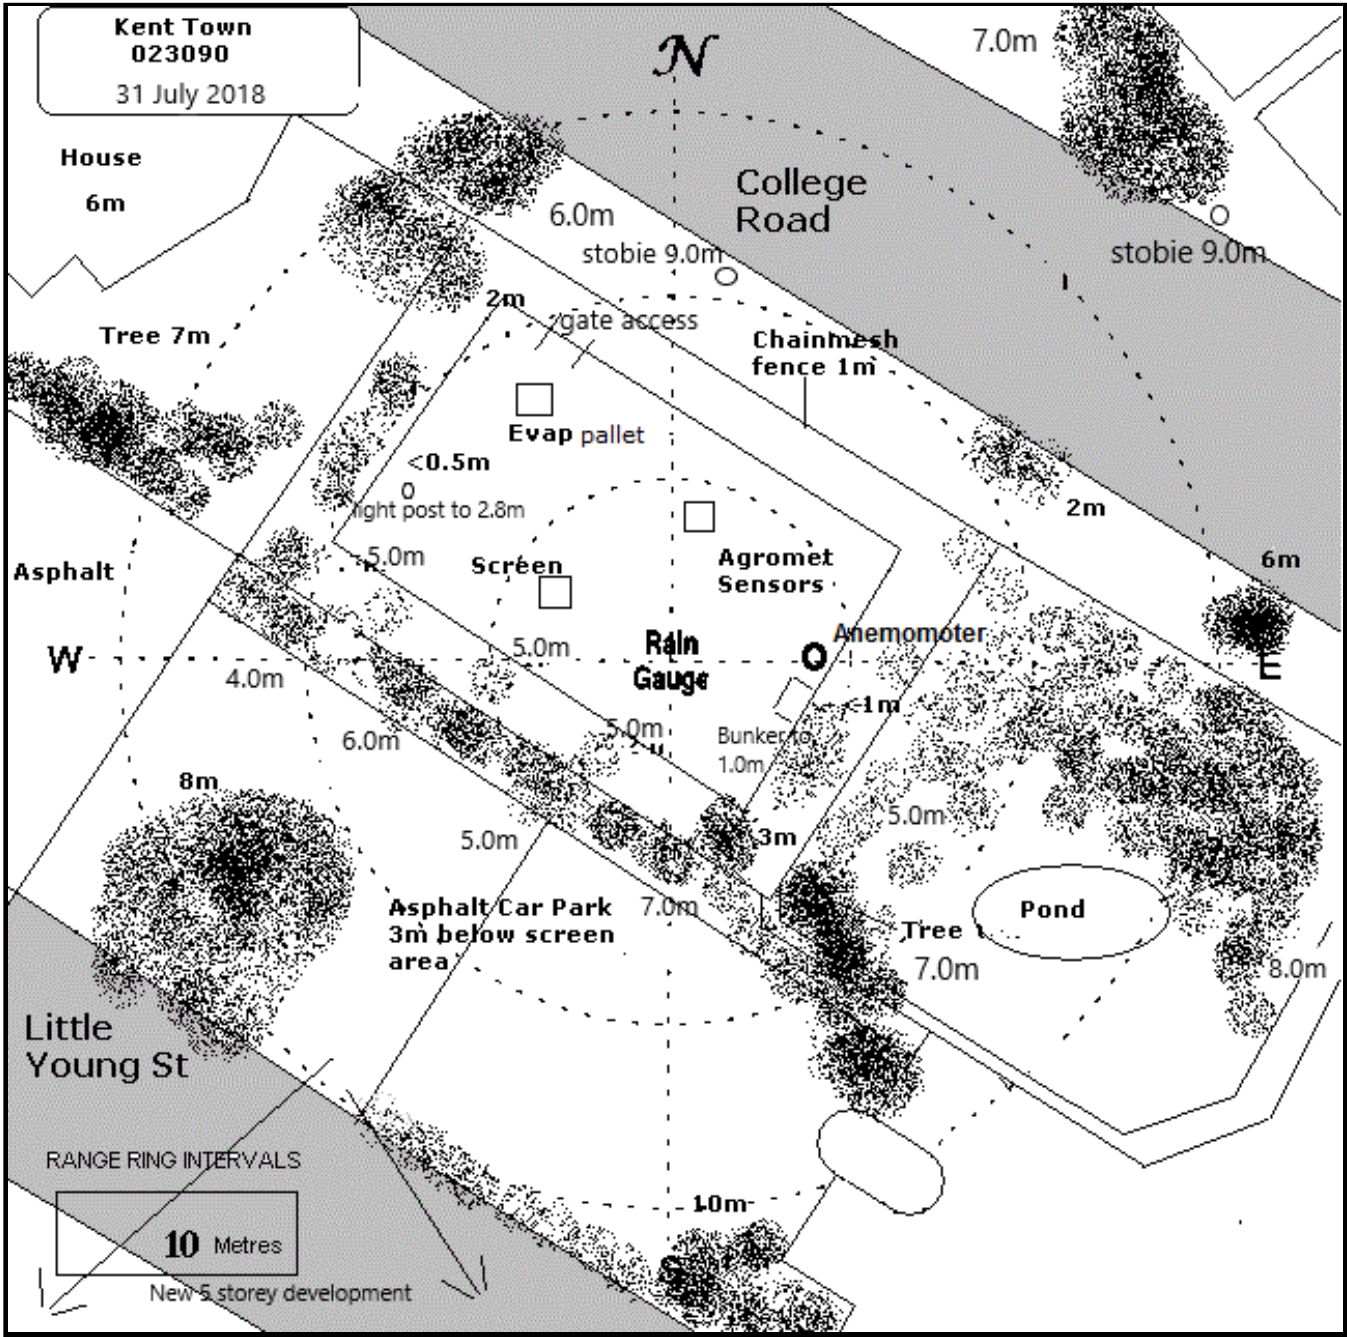 Kent Town
023090
31 July 2018
N
7.0m
House
6m
College
Road
6.0m
stobie 9.0m
stobie 9.0m
2m
gate access
Tree 7m
Chainmesh
fence 1m
Evap pallet
<0.5m
light post to 2.8m
2m
5.0m
Screen
Agromet
Sensors
6m
Asphalt
Anemomoter
Rain
Gauge
W
E
5.0m
4.0m
<1m
5.0m
Bunker to
1.0m
6.0m
8m
5.0m
3m
5.0m
Asphalt Car Park
3m below screen
area
7.0m
Tree
7.0m
Pond
8.0m
Little
Young St
RANGE RING INTERVALS
10 Metres
New 5 storey development
10m
S